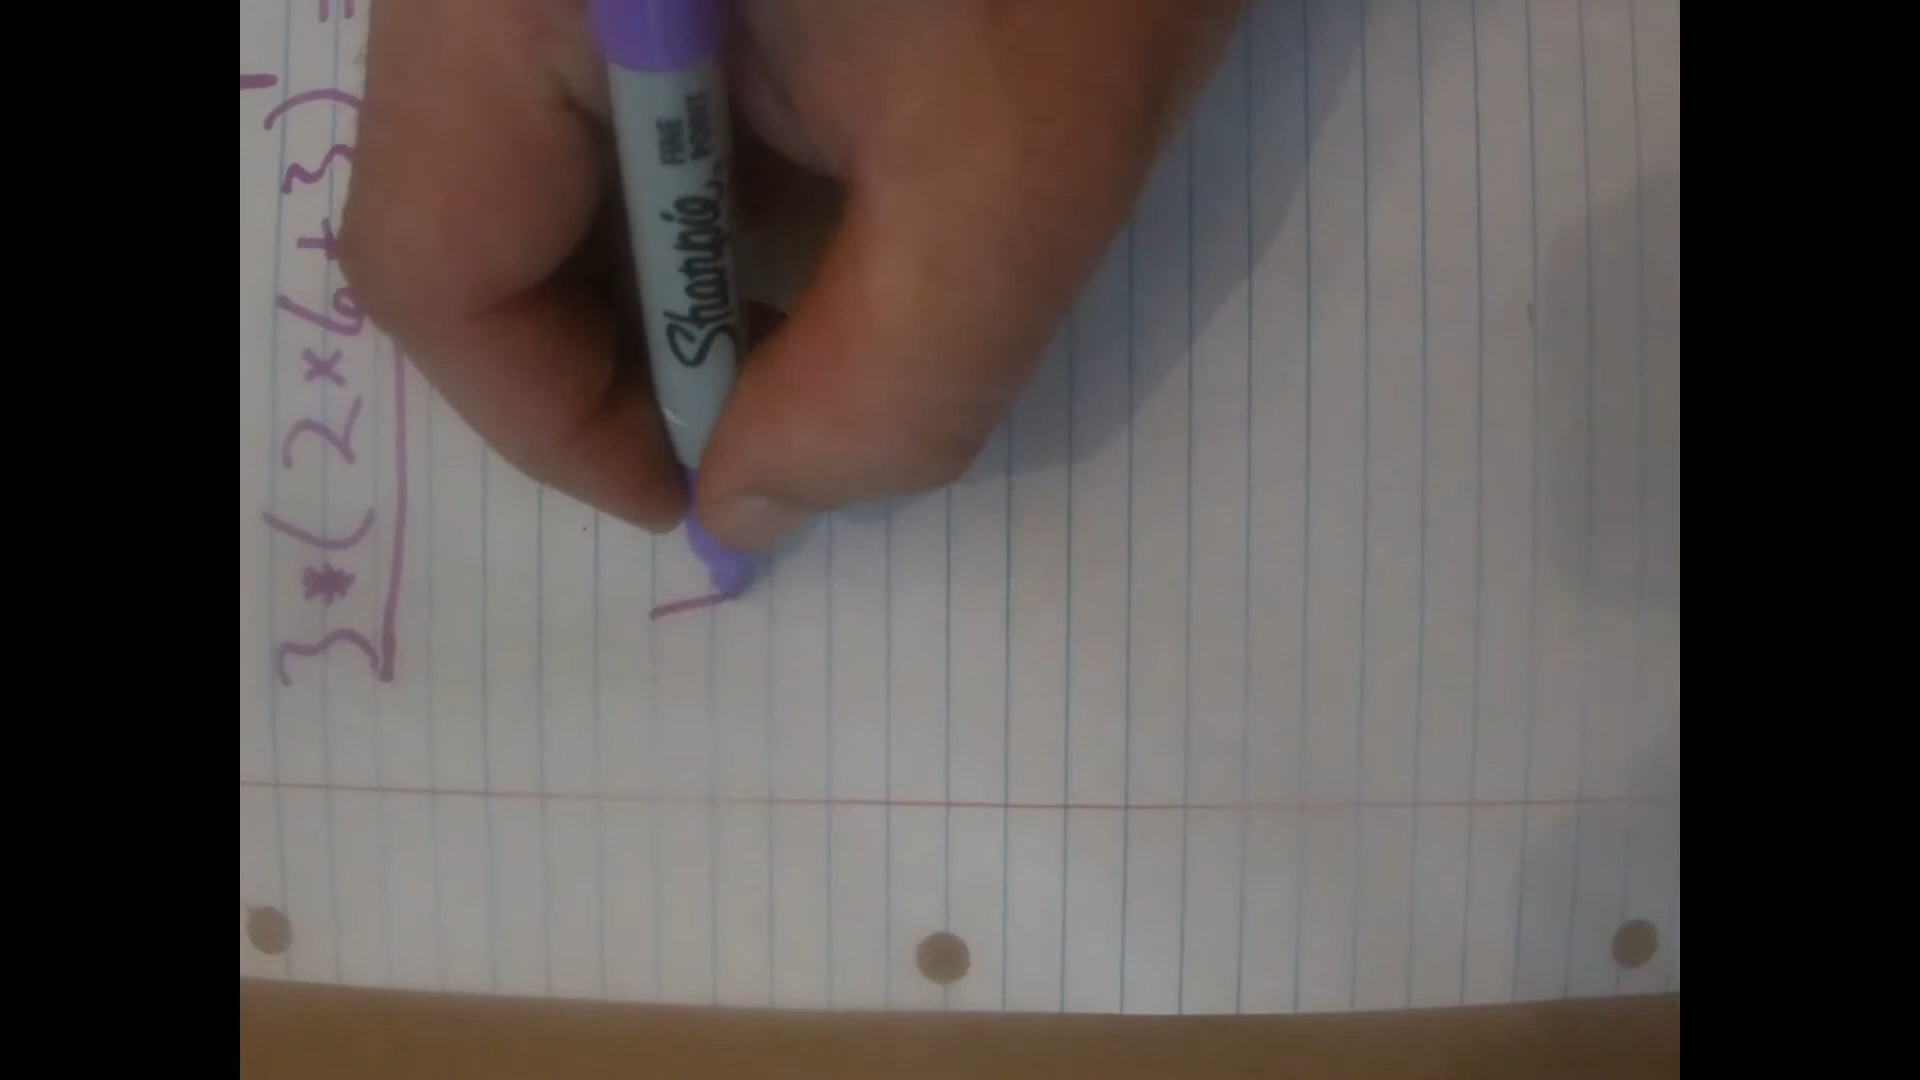 3*(2×6+3) =
Sharpie
FINE
POINT